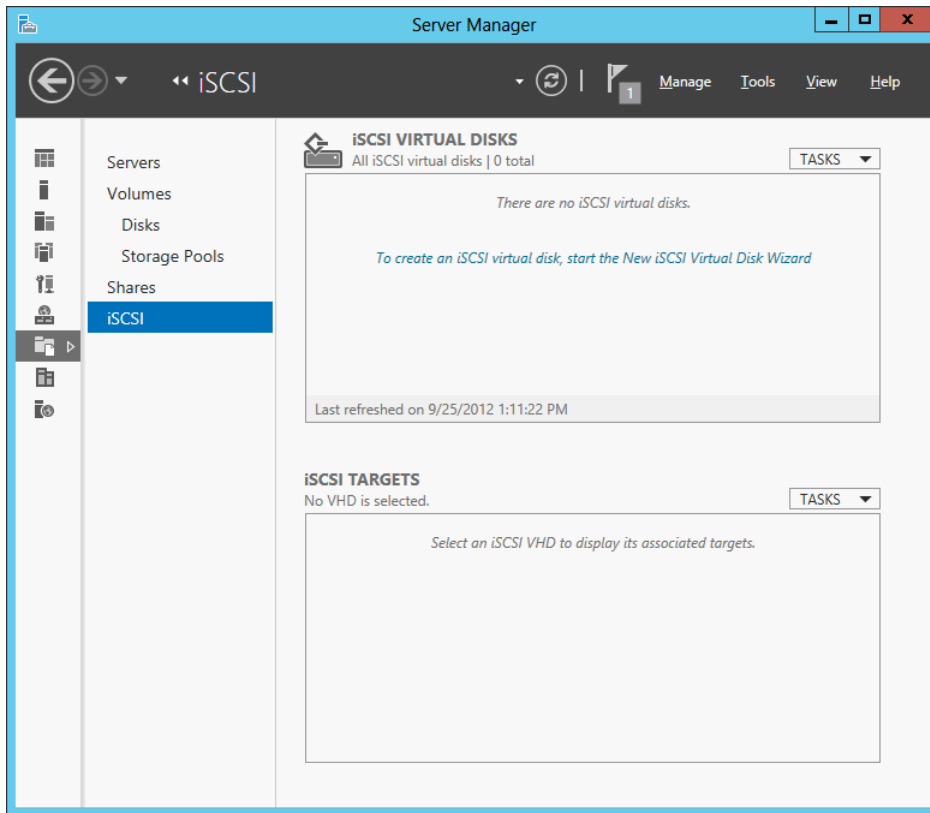 Server Manager
iSCSI
1
Manage
Tools
View
Help
Servers
Volumes
Disks
Storage Pools
Shares
iSCSI
iSCSI VIRTUAL DISKS
All iSCSI virtual disks | 0 total
TASKS
There are no iSCSI virtual disks.
To create an iSCSI virtual disk, start the New iSCSI Virtual Disk Wizard
Last refreshed on 9/25/2012 1:11:22 PM
iSCSI TARGETS
No VHD is selected.
TASKS
Select an iSCSI VHD to display its associated targets.